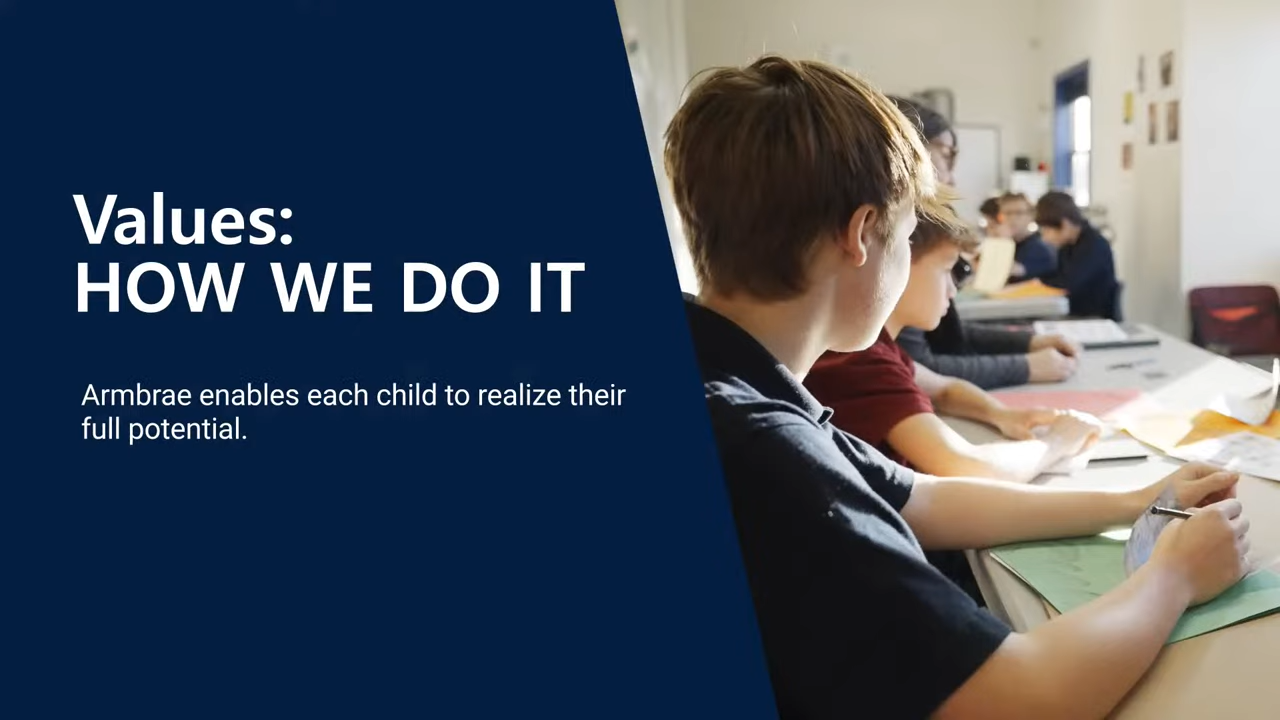 Values:
HOW WE DO IT
Armbrae enables each child to realize their
full potential.